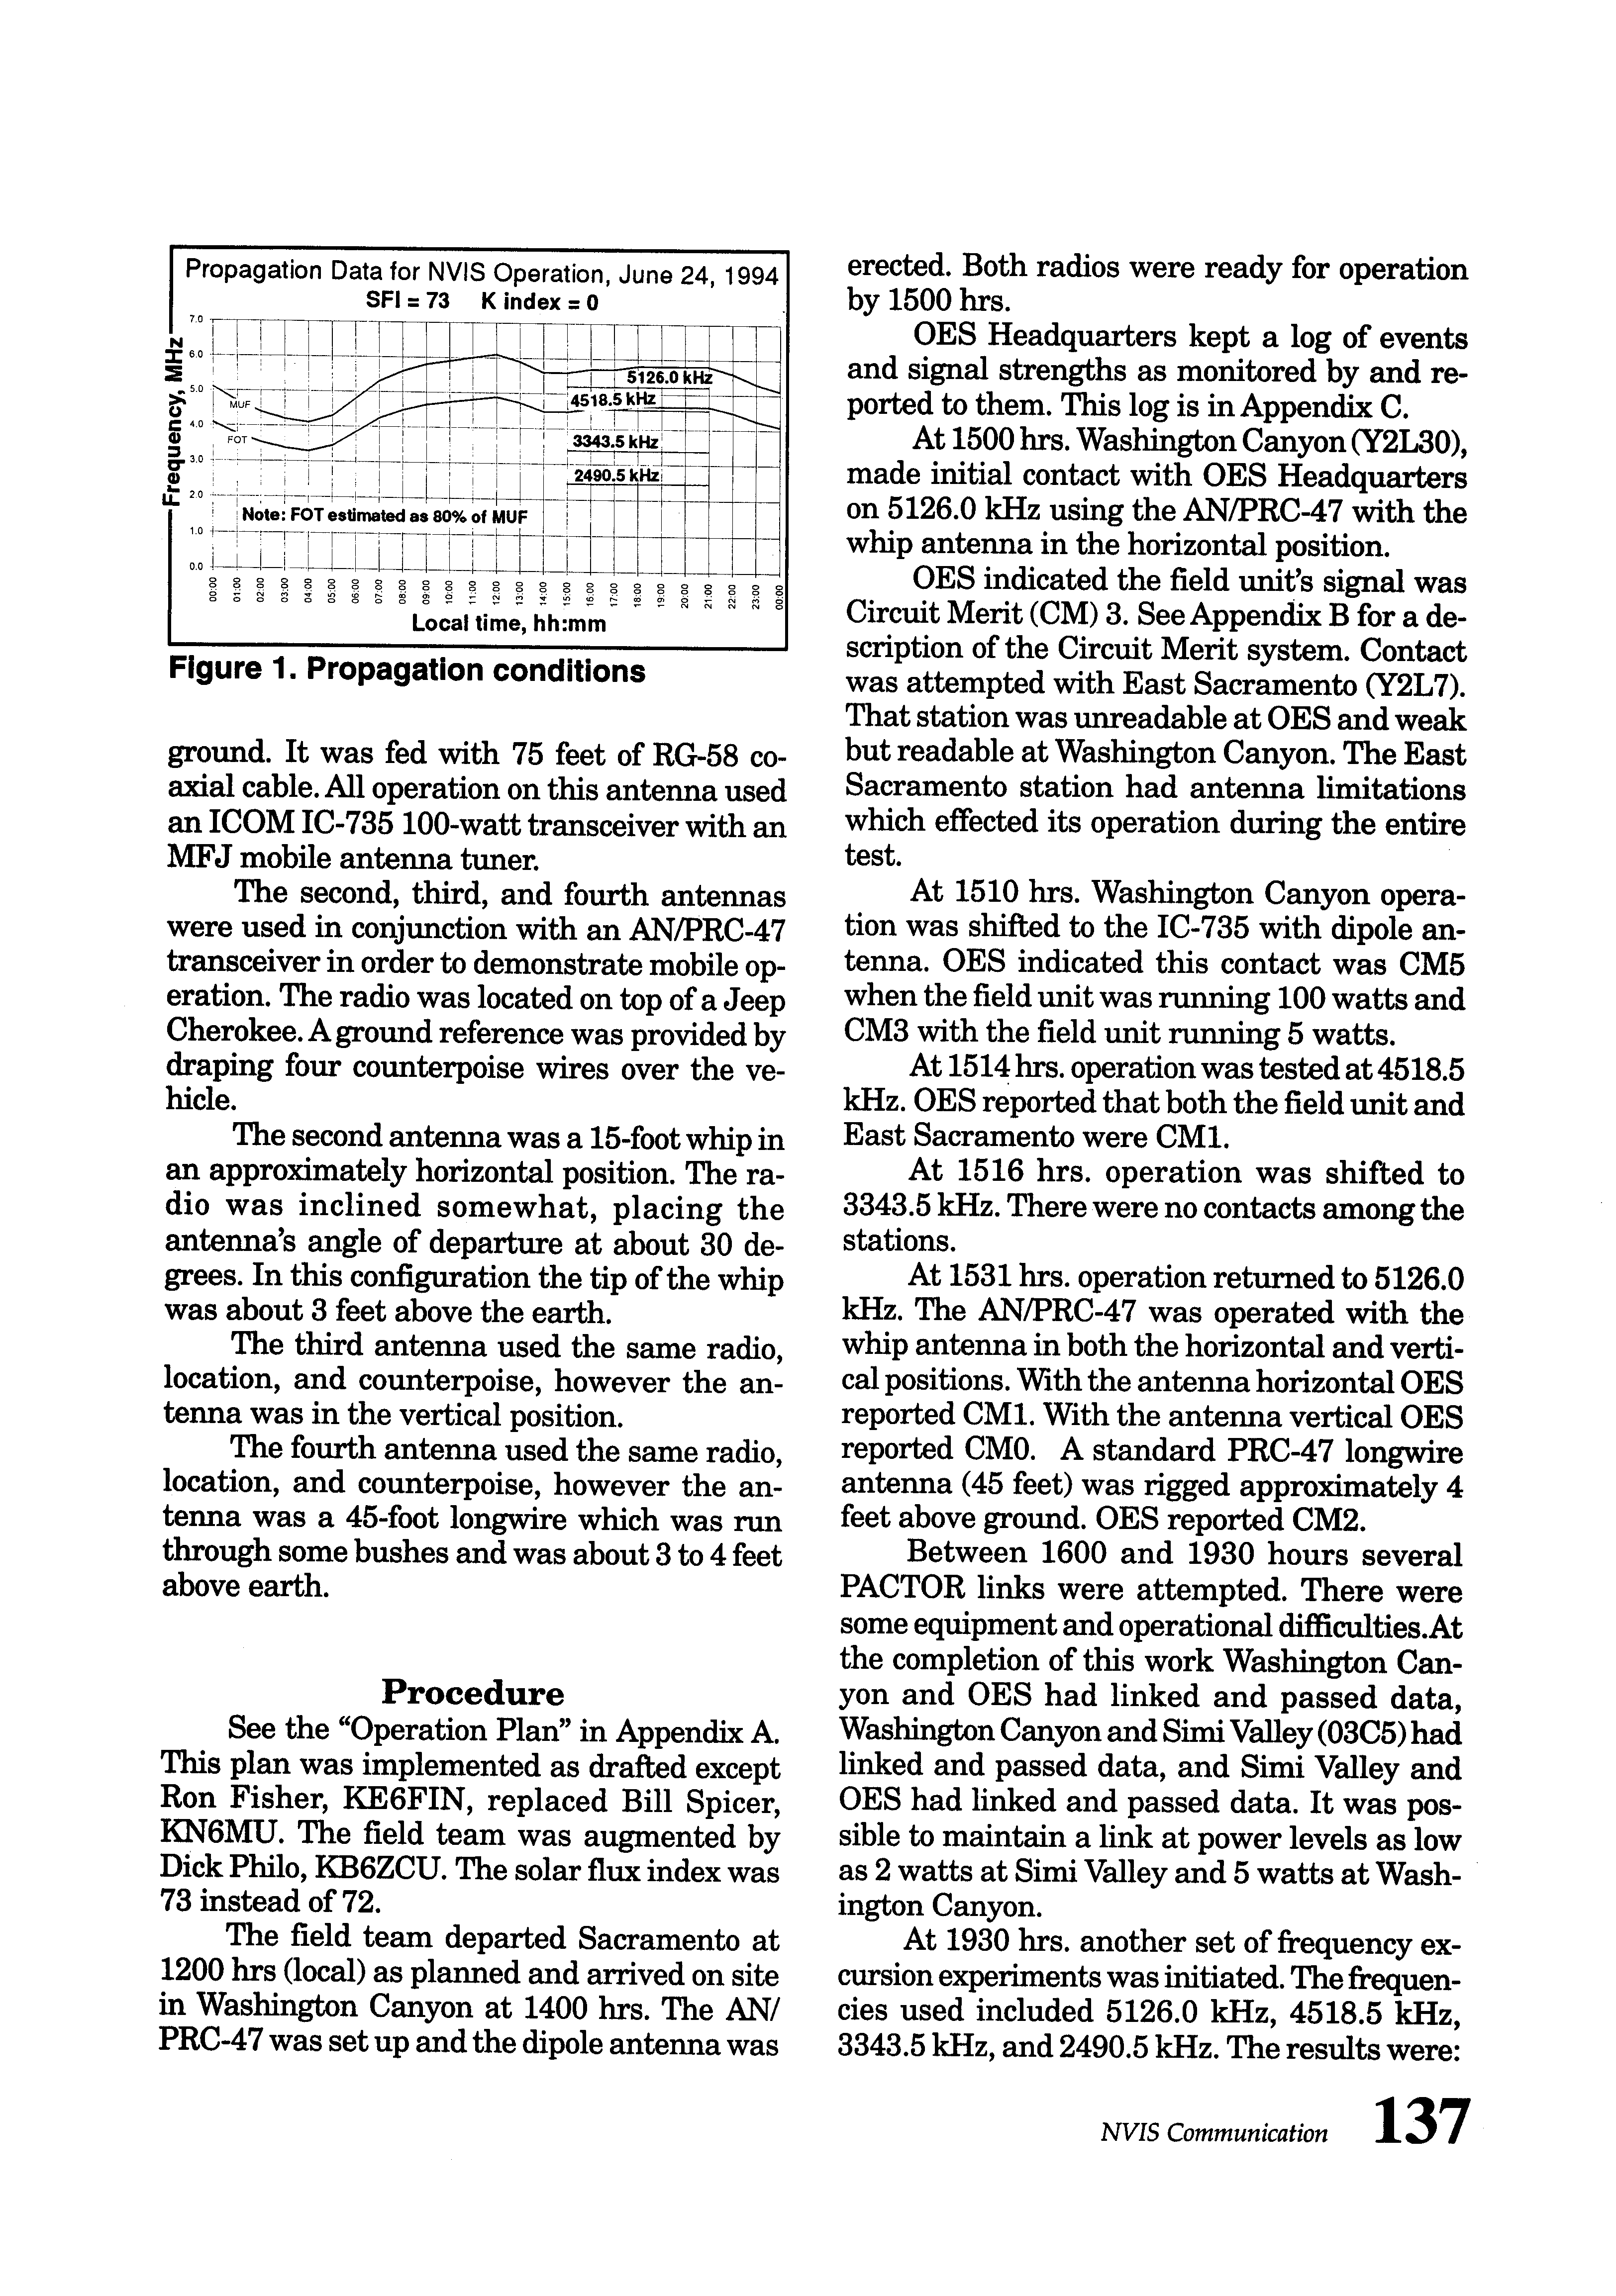 Propagation Data for NVIS Operation, June 24, 1994
SFI = 73 K index = 0
Frequency, MHz
7.0
6.0
5.0
4.0
3.0
2.0
1.0
0.0
MUF
FOT
5126.0 kHz
4518.5 kHz
3343.5 kHz
2490.5 kHz
Note: FOT estimated as 80% of MUF
00:00
01:00
02:00
03:00
04:00
05:00
06:00
07:00
08:00
09:00
10:00
11:00
12:00
13:00
14:00
15:00
16:00
17:00
18:00
19:00
20:00
21:00
22:00
23:00
00:00
Local time, hh:mm
Figure 1. Propagation conditions
ground. It was fed with 75 feet of RG-58 co-
axial cable. All operation on this antenna used
an ICOM IC-735 100-watt transceiver with an
MFJ mobile antenna tuner.
The second, third, and fourth antennas
were used in conjunction with an AN/PRC-47
transceiver in order to demonstrate mobile op-
eration. The radio was located on top of a Jeep
Cherokee. A ground reference was provided by
draping four counterpoise wires over the ve-
hicle.
The second antenna was a 15-foot whip in
an approximately horizontal position. The ra-
dio was inclined somewhat, placing the
antenna's angle of departure at about 30 de-
grees. In this configuration the tip of the whip
was about 3 feet above the earth.
The third antenna used the same radio,
location, and counterpoise, however the an-
tenna was in the vertical position.
The fourth antenna used the same radio,
location, and counterpoise, however the an-
tenna was a 45-foot longwire which was run
through some bushes and was about 3 to 4 feet
above earth.
Procedure
See the “Operation Plan” in Appendix A.
This plan was implemented as drafted except
Ron Fisher, KE6FIN, replaced Bill Spicer,
KN6MU. The field team was augmented by
Dick Philo, KB6ZCU. The solar flux index was
73 instead of 72.
The field team departed Sacramento at
1200 hrs (local) as planned and arrived on site
in Washington Canyon at 1400 hrs. The AN/
PRC-47 was set up and the dipole antenna was
erected. Both radios were ready for operation
by 1500 hrs.
OES Headquarters kept a log of events
and signal strengths as monitored by and re-
ported to them. This log is in Appendix C.
At 1500 hrs. Washington Canyon (Y2L30),
made initial contact with OES Headquarters
on 5126.0 kHz using the AN/PRC-47 with the
whip antenna in the horizontal position.
OES indicated the field unit's signal was
Circuit Merit (CM) 3. See Appendix B for a de-
scription of the Circuit Merit system. Contact
was attempted with East Sacramento (Y2L7).
That station was unreadable at OES and weak
but readable at Washington Canyon. The East
Sacramento station had antenna limitations
which effected its operation during the entire
test.
At 1510 hrs. Washington Canyon opera-
tion was shifted to the IC-735 with dipole an-
tenna. OES indicated this contact was CM5
when the field unit was running 100 watts and
CM3 with the field unit running 5 watts.
At 1514 hrs. operation was tested at 4518.5
kHz. OES reported that both the field unit and
East Sacramento were CM1.
At 1516 hrs. operation was shifted to
3343.5 kHz. There were no contacts among the
stations.
At 1531 hrs. operation returned to 5126.0
kHz. The AN/PRC-47 was operated with the
whip antenna in both the horizontal and verti-
cal positions. With the antenna horizontal OES
reported CM1. With the antenna vertical OES
reported CM0. A standard PRC-47 longwire
antenna (45 feet) was rigged approximately 4
feet above ground. OES reported CM2.
Between 1600 and 1930 hours several
PACTOR links were attempted. There were
some equipment and operational difficulties.At
the completion of this work Washington Can-
yon and OES had linked and passed data,
Washington Canyon and Simi Valley (03C5) had
linked and passed data, and Simi Valley and
OES had linked and passed data. It was pos-
sible to maintain a link at power levels as low
as 2 watts at Simi Valley and 5 watts at Wash-
ington Canyon.
At 1930 hrs. another set of frequency ex-
cursion experiments was initiated. The frequen-
cies used included 5126.0 kHz, 4518.5 kHz,
3343.5 kHz, and 2490.5 kHz. The results were:
NVIS Communication 137